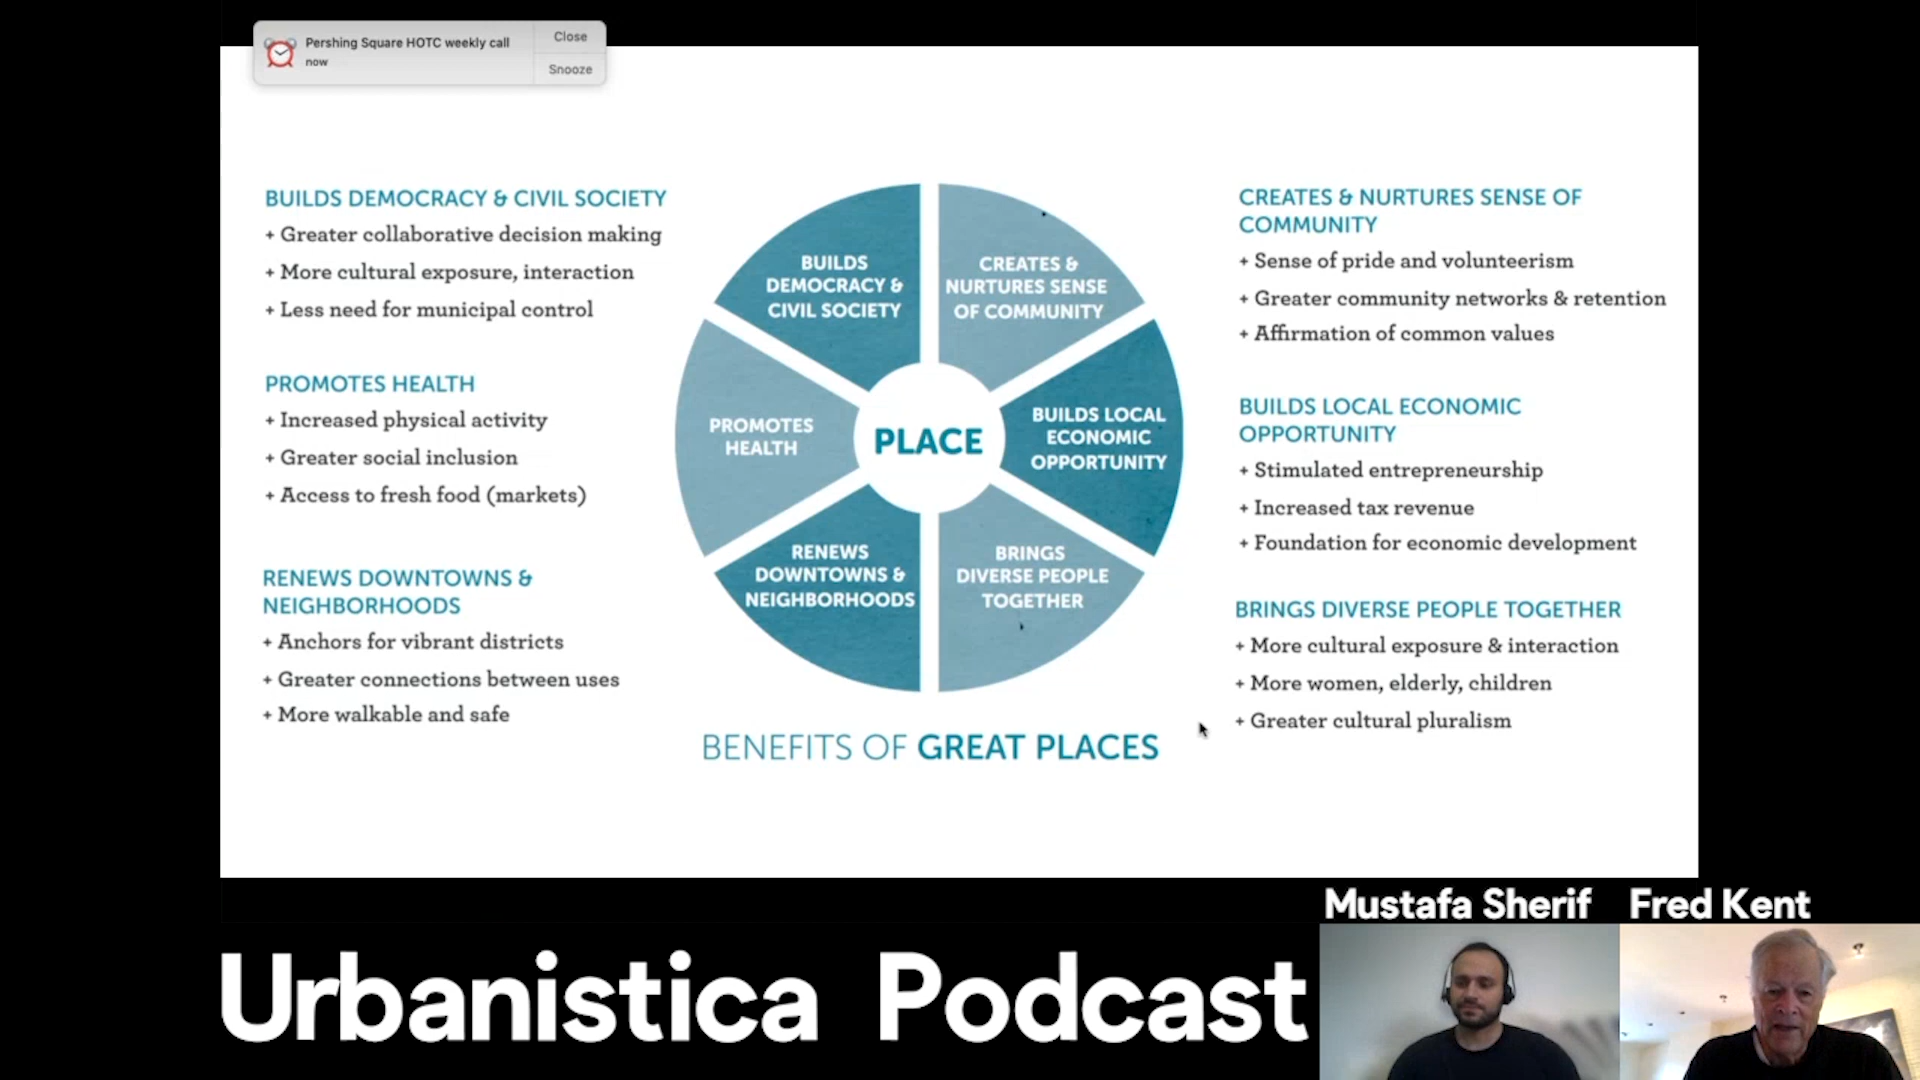 Pershing Square HOTC weekly call
now
Close
Snooze
BUILDS DEMOCRACY & CIVIL SOCIETY
+ Greater collaborative decision making
+ More cultural exposure, interaction
+ Less need for municipal control
PROMOTES HEALTH
+ Increased physical activity
+ Greater social inclusion
+ Access to fresh food (markets)
RENEWS DOWNTOWNS &
NEIGHBORHOODS
+ Anchors for vibrant districts
+ Greater connections between uses
+ More walkable and safe
BUILDS
DEMOCRACY &
CIVIL SOCIETY
CREATES &
NURTURES SENSE
OF COMMUNITY
PROMOTES
HEALTH
PLACE
BUILDS LOCAL
ECONOMIC
OPPORTUNITY
RENEWS
DOWNTOWNS &
NEIGHBORHOODS
BRINGS
DIVERSE PEOPLE
TOGETHER
BENEFITS OF GREAT PLACES
CREATES & NURTURES SENSE OF
COMMUNITY
+ Sense of pride and volunteerism
+ Greater community networks & retention
+ Affirmation of common values
BUILDS LOCAL ECONOMIC
OPPORTUNITY
+ Stimulated entrepreneurship
+ Increased tax revenue
+ Foundation for economic development
BRINGS DIVERSE PEOPLE TOGETHER
+ More cultural exposure & interaction
+ More women, elderly, children
+ Greater cultural pluralism
Mustafa Sherif
Fred Kent
Urbanistica Podcast